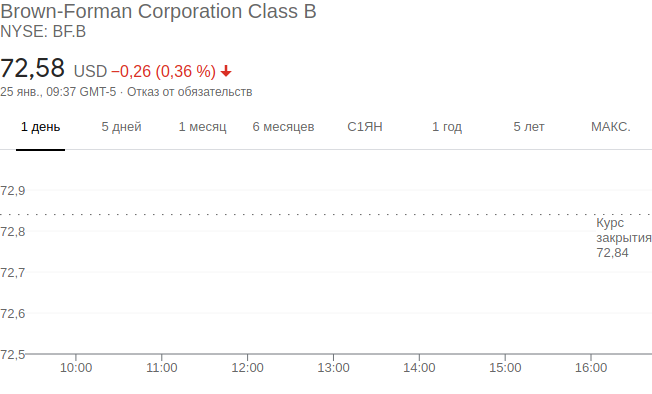 Brown-Forman Corporation Class B
NYSE: BF.B
72,58 USD −0,26 (0,36 %)
25 янв., 09:37 GMT-5 · Отказ от обязательств
1 день 5 дней 1 месяц 6 месяцев С1ЯН 1 год 5 лет МАКС.
72,9
Курс
72,8
закрытия
72,84
72,7
72,6
72,5
10:00 11:00 12:00 13:00 14:00 15:00 16:00